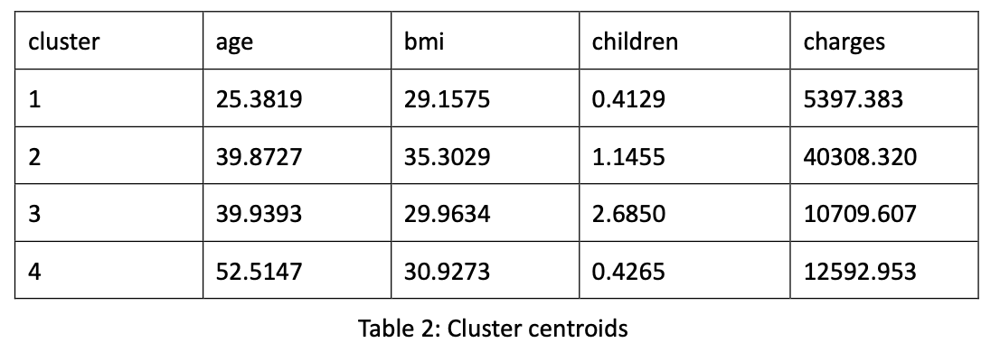 cluster age bmi children charges
1 25.3819 29.1575 0.4129 5397.383
2 39.8727 35.3029 1.1455 40308.320
3 39.9393 29.9634 2.6850 10709.607
4 52.5147 30.9273 0.4265 12592.953
Table 2: Cluster centroids